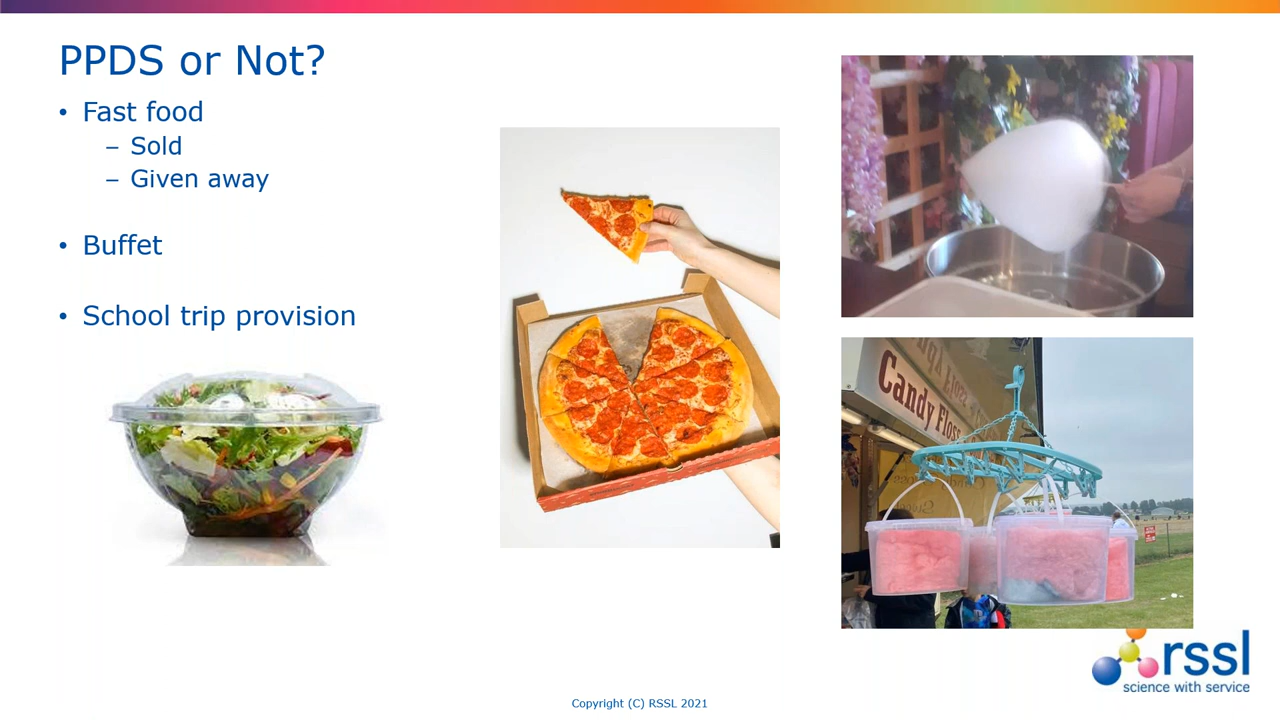 PPDS or Not?
• Fast food
– Sold
– Given away
• Buffet
• School trip provision
Candy Floss
rssl
science with service
Copyright (C) RSSL 2021